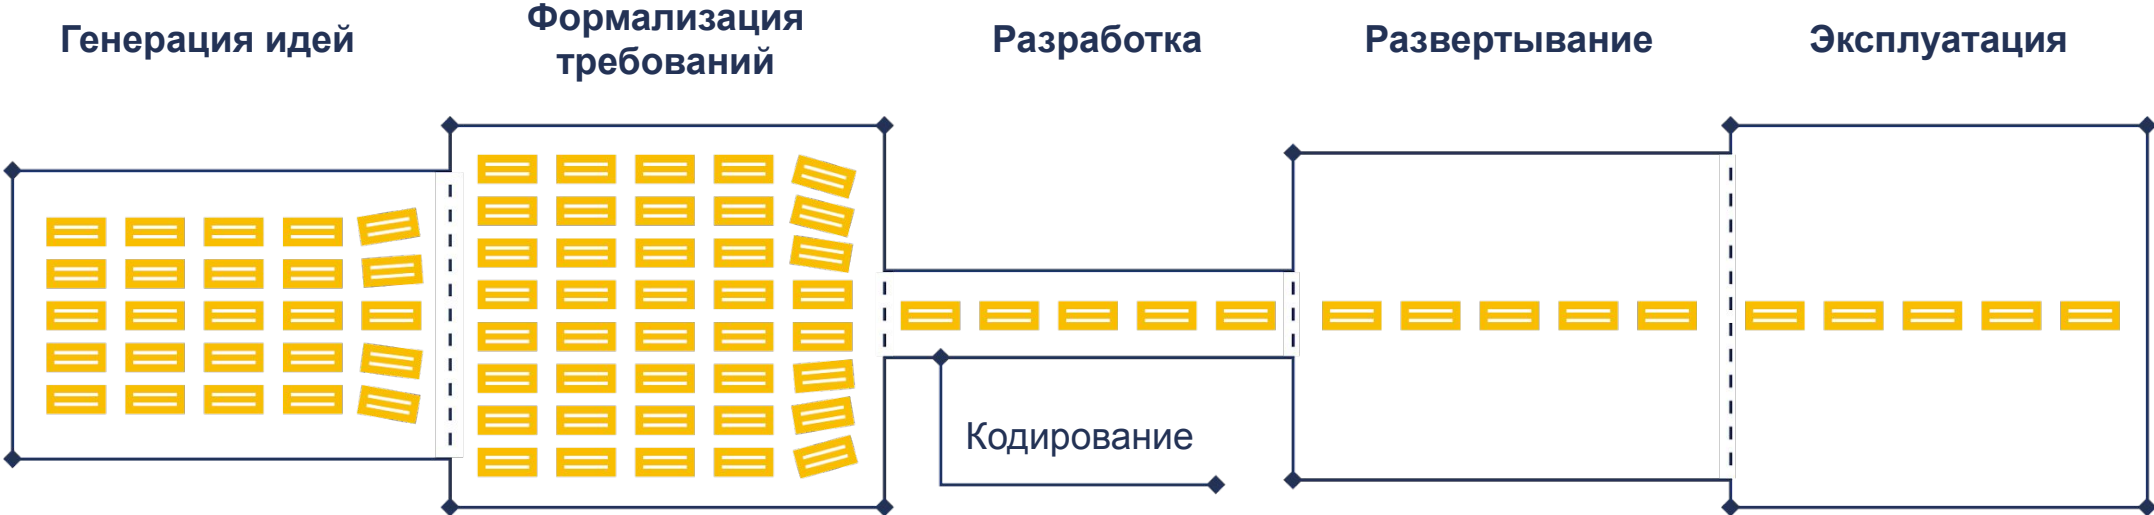 Генерация идей
Формализация
требований
Разработка
Развертывание
Эксплуатация
Кодирование